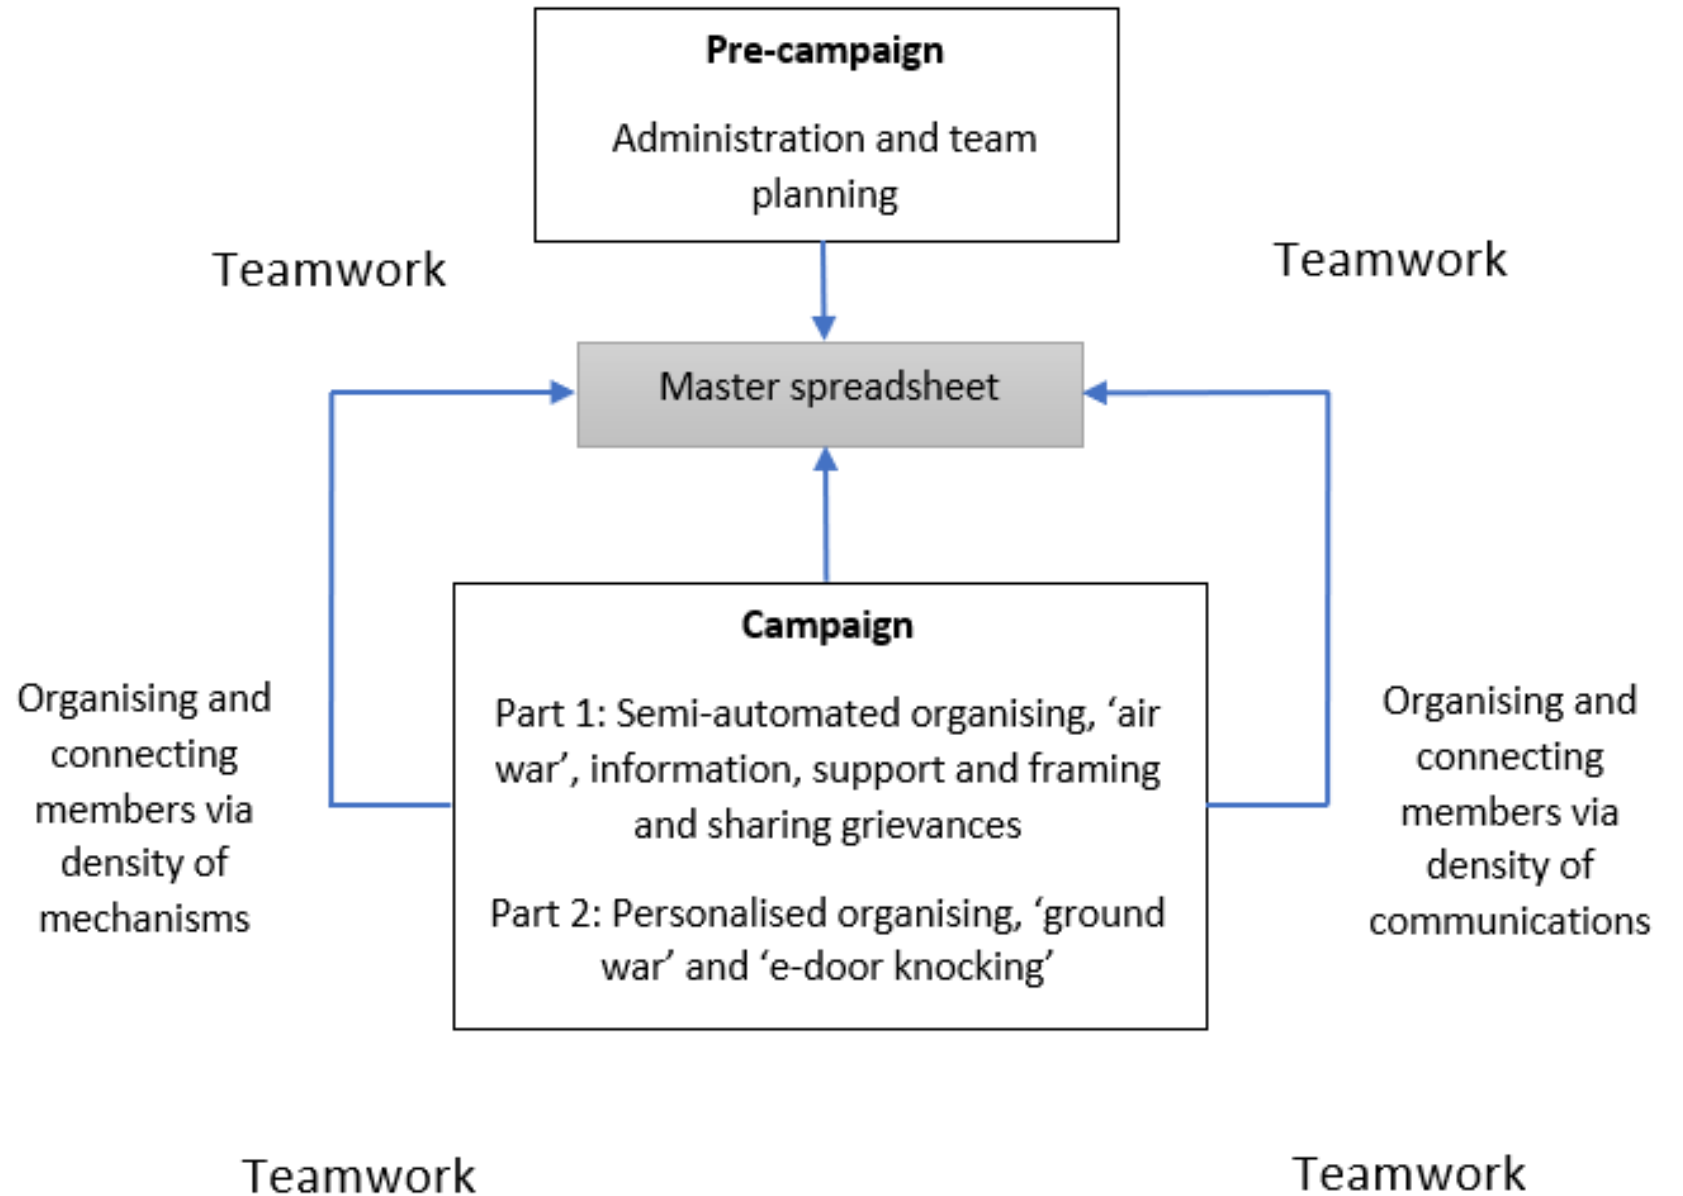 Pre-campaign
Administration and team
planning
Teamwork
Teamwork
Master spreadsheet
Organising and
connecting
members via
density of
mechanisms
Campaign
Part 1: Semi-automated organising, ‘air
war’, information, support and framing
and sharing grievances
Part 2: Personalised organising, ‘ground
war’ and ‘e-door knocking’
Organising and
connecting
members via
density of
communications
Teamwork
Teamwork